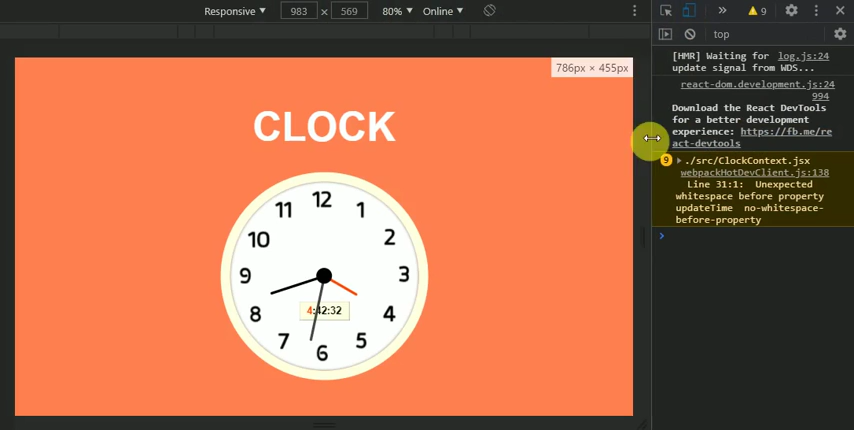 Responsive ▼ 983 × 569 80% ▼ Online ▼
9
top
786px × 455px
CLOCK
12
11
1
10
2
9
3
8
4
4:42:32
7
5
6
[HMR] Waiting for log.js:24
update signal from WDS...
react-dom.development.js:24
994
Download the React DevTools
for a better development
experience: https://fb.me/re
act-devtools
9 ▶ ./src/ClockContext.jsx
webpackHotDevClient.js:138
Line 31:1: Unexpected
whitespace before property
updateTime no-whitespace-
before-property